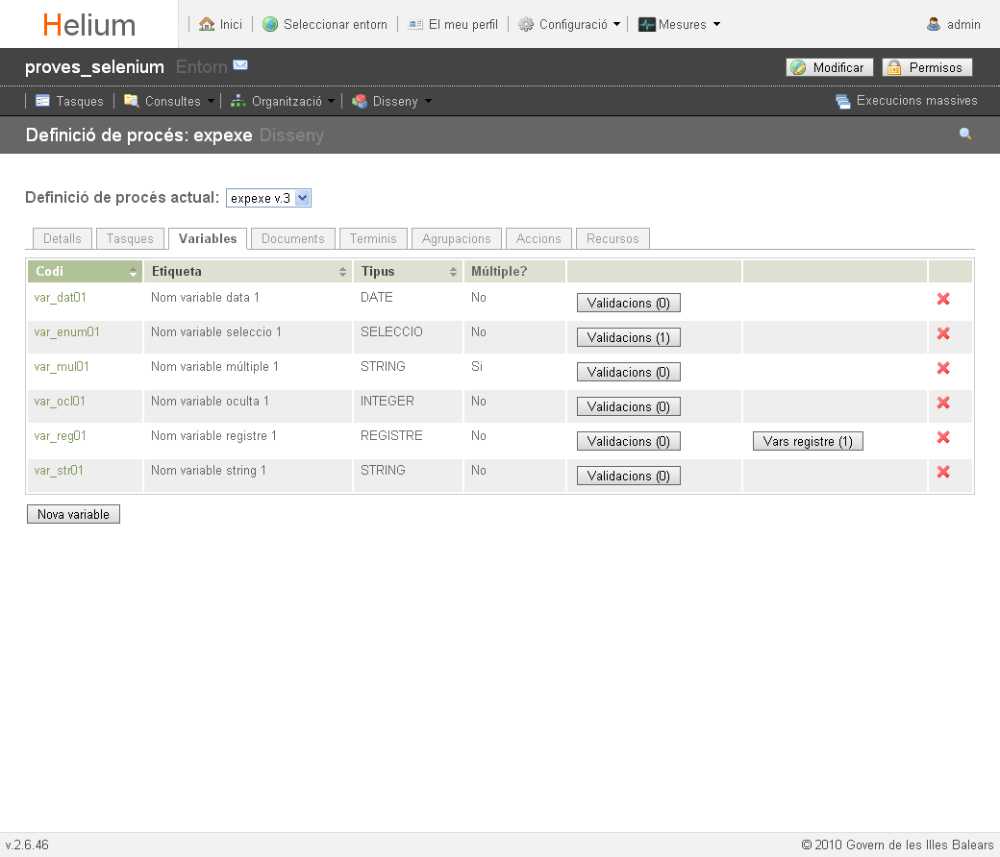 Helium Inici Seleccionar entorn El meu perfil Configuració Mesures admin
proves_selenium Entorn Modificar Permisos
Tasques Consultes Organització Disseny Execucions massives
Definició de procés: expexe Disseny
Definició de procés actual: expexe v.3
Detalls Tasques Variables Documents Terminis Agrupacions Accions Recursos
Codi Etiqueta Tipus Múltiple?
var_dat01 Nom variable data 1 DATE No Validacions (0)
var_enum01 Nom variable seleccio 1 SELECCIO No Validacions (1)
var_mul01 Nom variable múltiple 1 STRING Si Validacions (0)
var_ocl01 Nom variable oculta 1 INTEGER No Validacions (0)
var_reg01 Nom variable registre 1 REGISTRE No Validacions (0) Vars registre (1)
var_str01 Nom variable string 1 STRING No Validacions (0)
Nova variable
v.2.6.46 © 2010 Govern de les Illes Balears